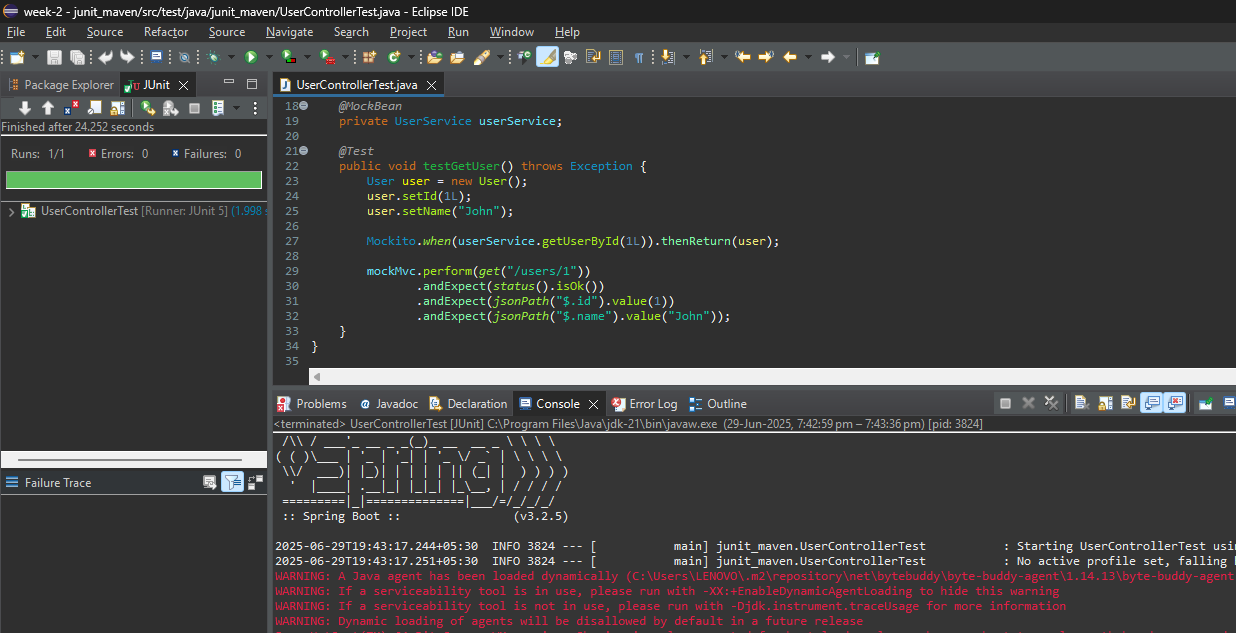 week-2 - junit_maven/src/test/java/junit_maven/UserControllerTest.java - Eclipse IDE
File Edit Source Refactor Source Navigate Search Project Run Window Help
Package Explorer JUnit
Finished after 24.252 seconds
Runs: 1/1 Errors: 0 Failures: 0
UserControllerTest [Runner: JUnit 5] (1.998 s
Failure Trace
UserControllerTest.java
18 @MockBean
19 private UserService userService;
20
21 @Test
22 public void testGetUser() throws Exception {
23 User user = new User();
24 user.setId(1L);
25 user.setName("John");
26
27 Mockito.when(userService.getUserById(1L)).thenReturn(user);
28
29 mockMvc.perform(get("/users/1"))
30 .andExpect(status().isOk())
31 .andExpect(jsonPath("$.id").value(1))
32 .andExpect(jsonPath("$.name").value("John"));
33 }
34 }
35
Problems Javadoc Declaration Console Error Log Outline
<terminated> UserControllerTest [JUnit] C:\Program Files\Java\jdk-21\bin\javaw.exe (29-Jun-2025, 7:42:59 pm – 7:43:36 pm) [pid: 3824]
 /\\ / ___'_ __ _ _(_)_ __  __ _ \ \ \ \
( ( )\___ | '_ | '_| | '_ \/ _` | \ \ \ \
 \\/  ___)| |_)| | | | | || (_| |  ) ) ) )
  '  |____| .__|_| |_|_| |_\__, | / / / /
 =========|_|==============|___/=/_/_/_/
:: Spring Boot :: (v3.2.5)
2025-06-29T19:43:17.244+05:30 INFO 3824 --- [ main] junit_maven.UserControllerTest : Starting UserControllerTest usin
2025-06-29T19:43:17.251+05:30 INFO 3824 --- [ main] junit_maven.UserControllerTest : No active profile set, falling b
WARNING: A Java agent has been loaded dynamically (C:\Users\LENOVO\.m2\repository\net\bytebuddy\byte-buddy-agent\1.14.13\byte-buddy-agent
WARNING: If a serviceability tool is in use, please run with -XX:+EnableDynamicAgentLoading to hide this warning
WARNING: If a serviceability tool is not in use, please run with -Djdk.instrument.traceUsage for more information
WARNING: Dynamic loading of agents will be disallowed by default in a future release